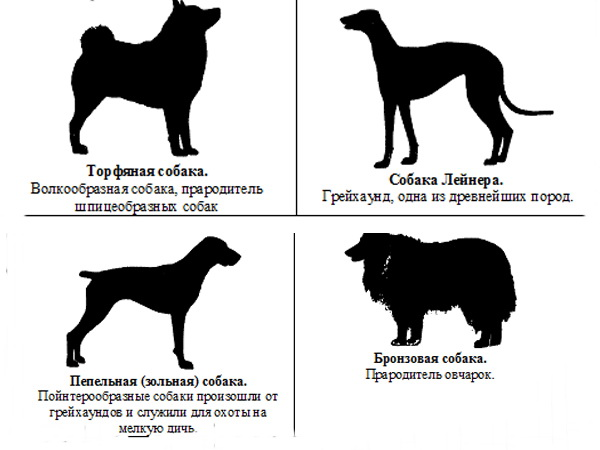 Торфяная собака.
Волкообразная собака, прародитель
шпицеобразных собак
Собака Лейнера.
Грейхаунд, одна из древнейших пород.
Пепельная (зольная) собака.
Пойнтерообразные собаки произошли от
грейхаундов и служили для охоты на
мелкую дичь.
Бронзовая собака.
Прародитель овчарок.